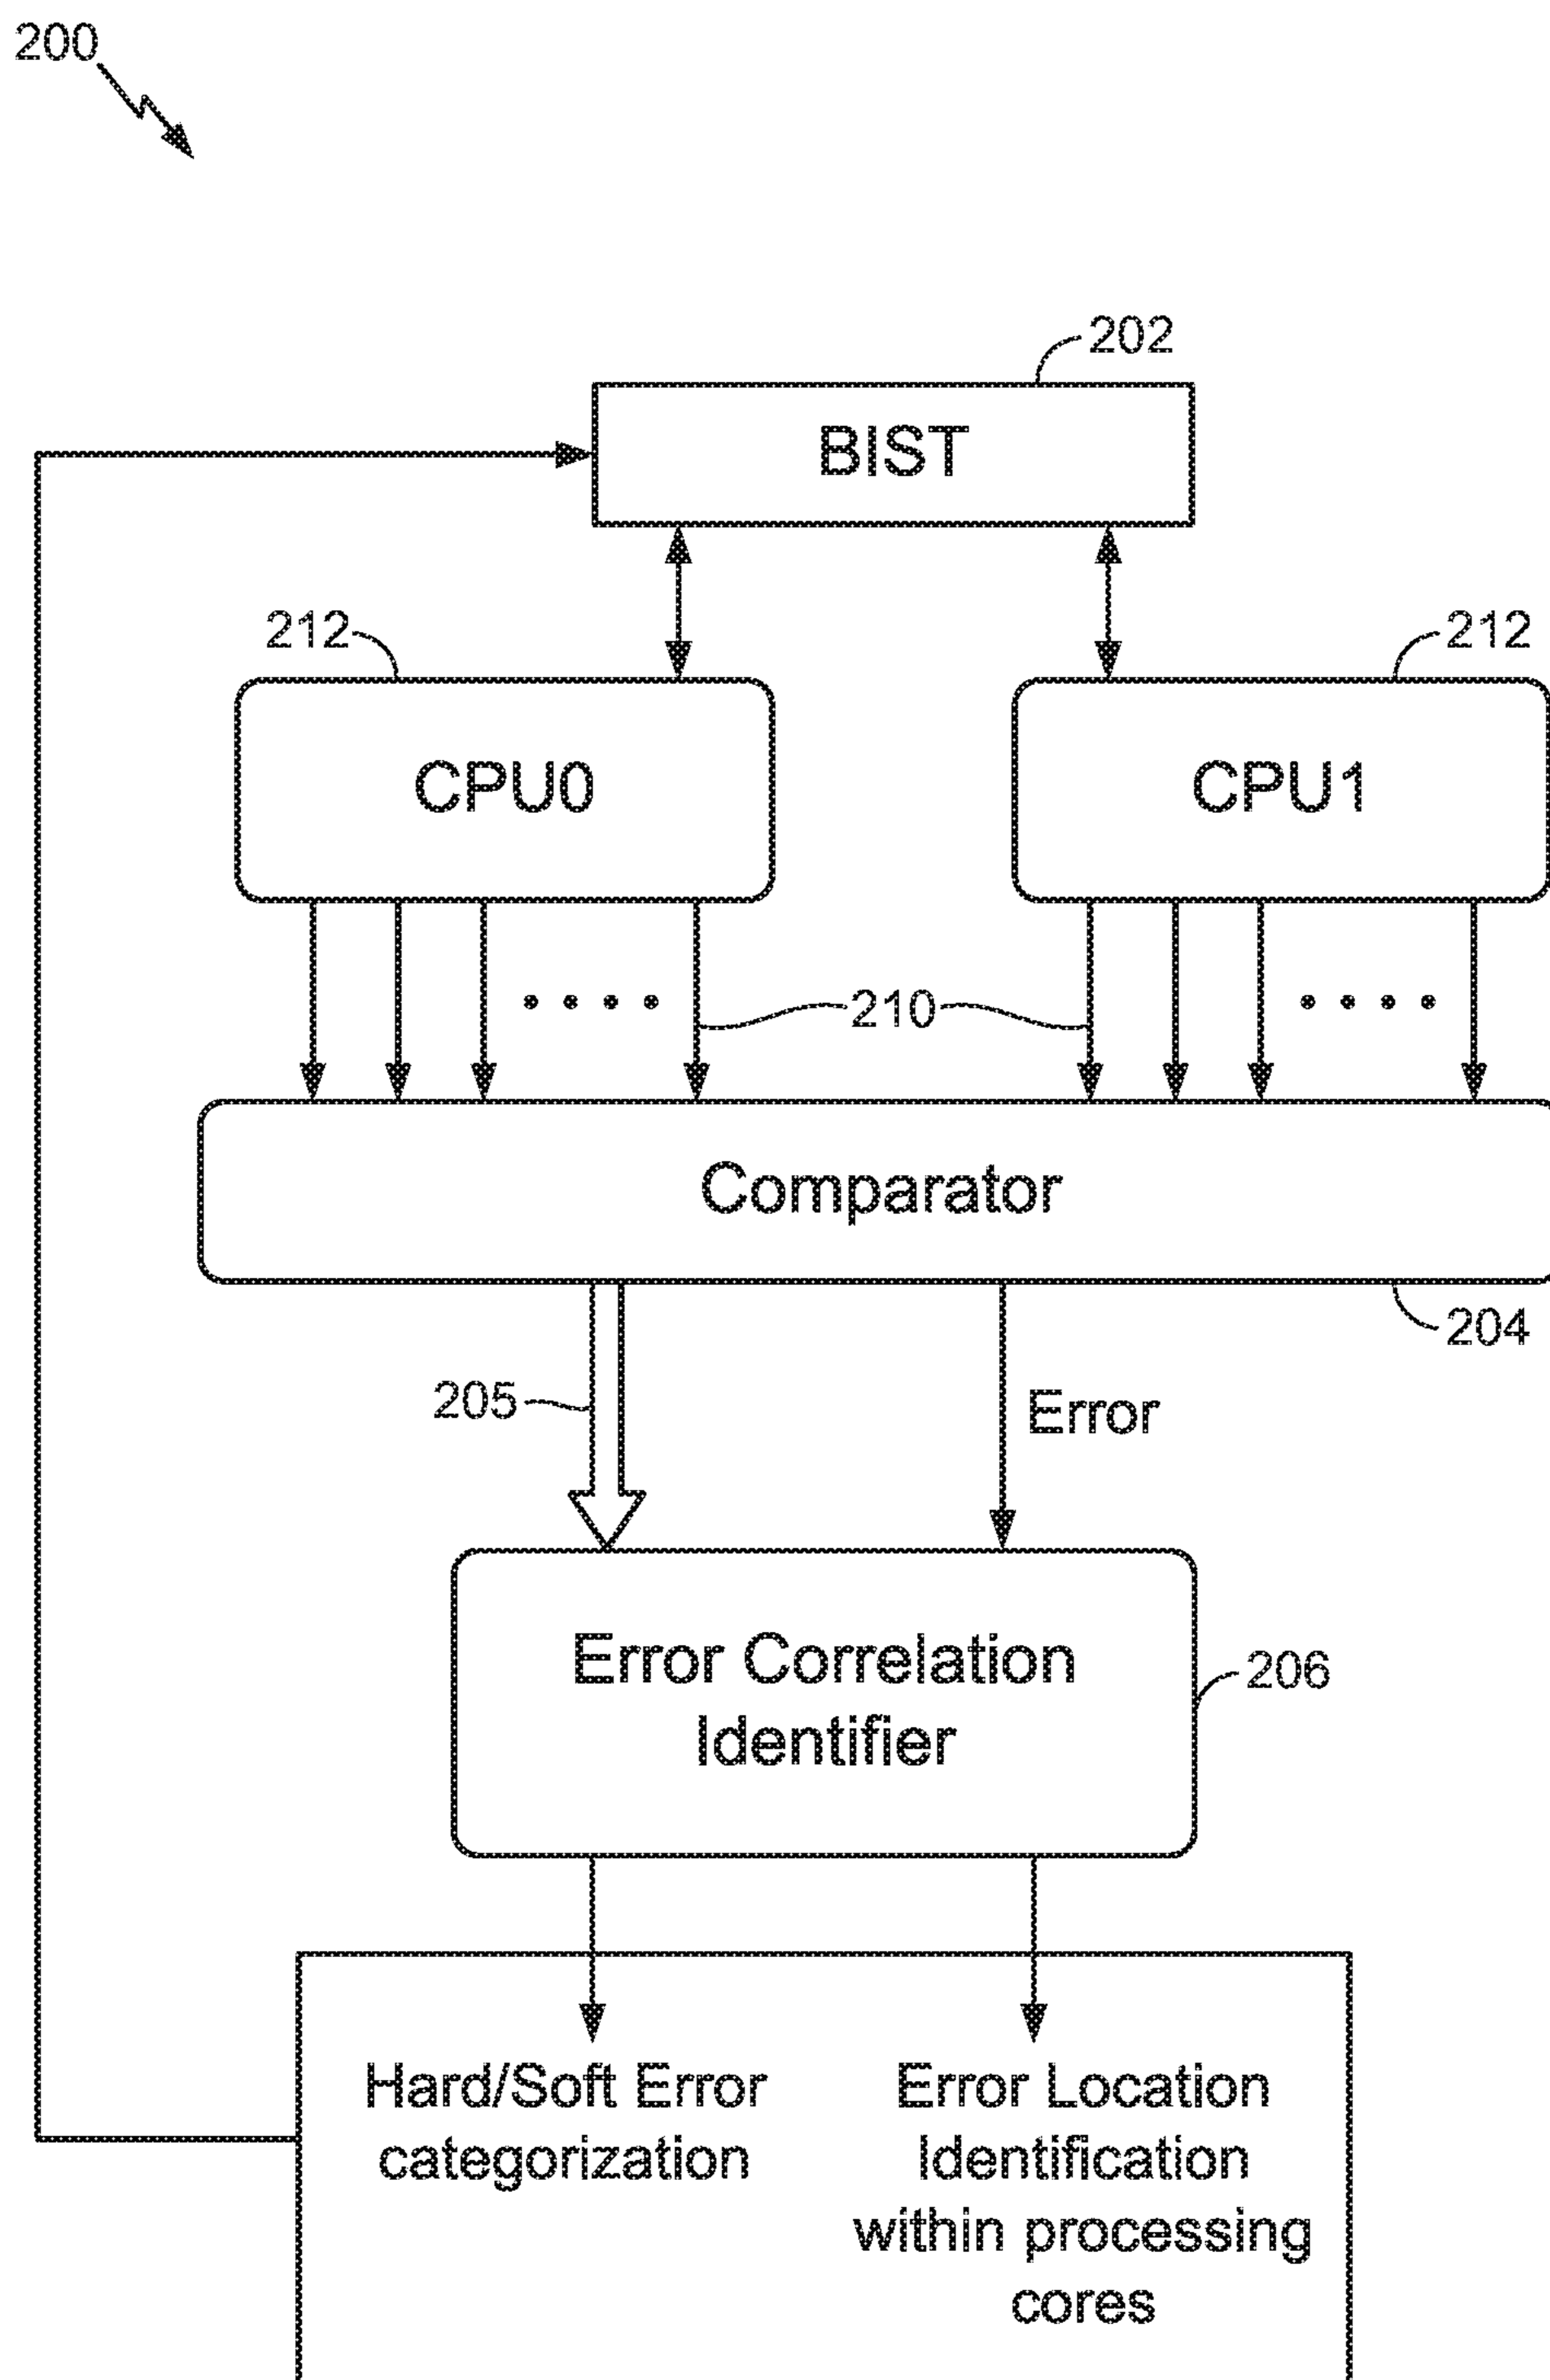 200
202
BIST
212
212
CPU0
CPU1
210
Comparator
204
205
Error
Error Correlation
Identifier
206
Hard/Soft Error
categorization
Error Location
Identification
within processing
cores